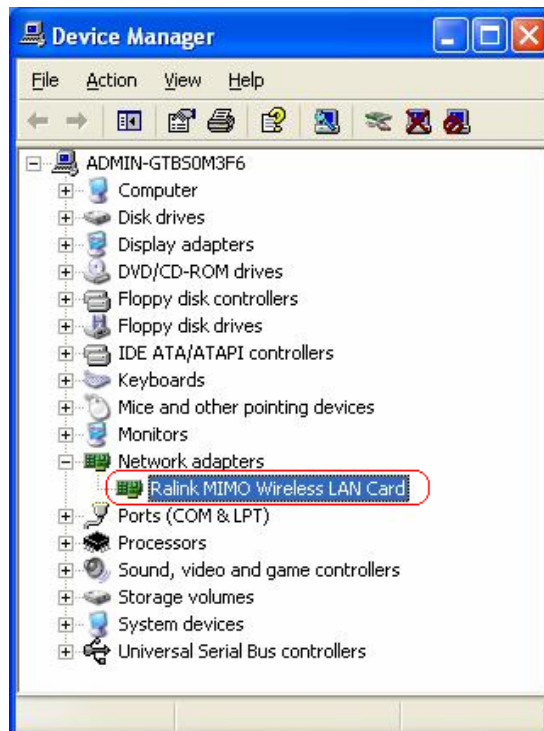 Device Manager
File Action View Help
ADMIN-GTBS0M3F6
Computer
Disk drives
Display adapters
DVD/CD-ROM drives
Floppy disk controllers
Floppy disk drives
IDE ATA/ATAPI controllers
Keyboards
Mice and other pointing devices
Monitors
Network adapters
Ralink MIMO Wireless LAN Card
Ports (COM & LPT)
Processors
Sound, video and game controllers
Storage volumes
System devices
Universal Serial Bus controllers